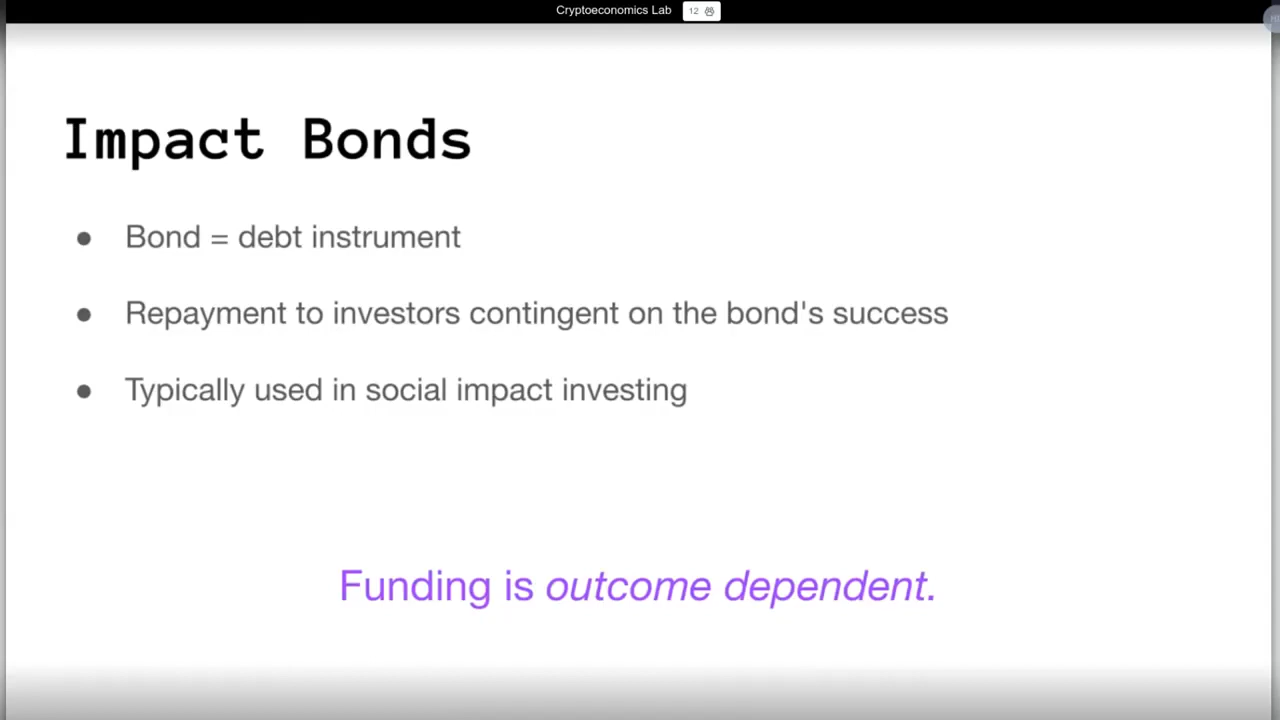 Cryptoeconomics Lab 12
Impact Bonds
● Bond = debt instrument
● Repayment to investors contingent on the bond's success
● Typically used in social impact investing
Funding is outcome dependent.